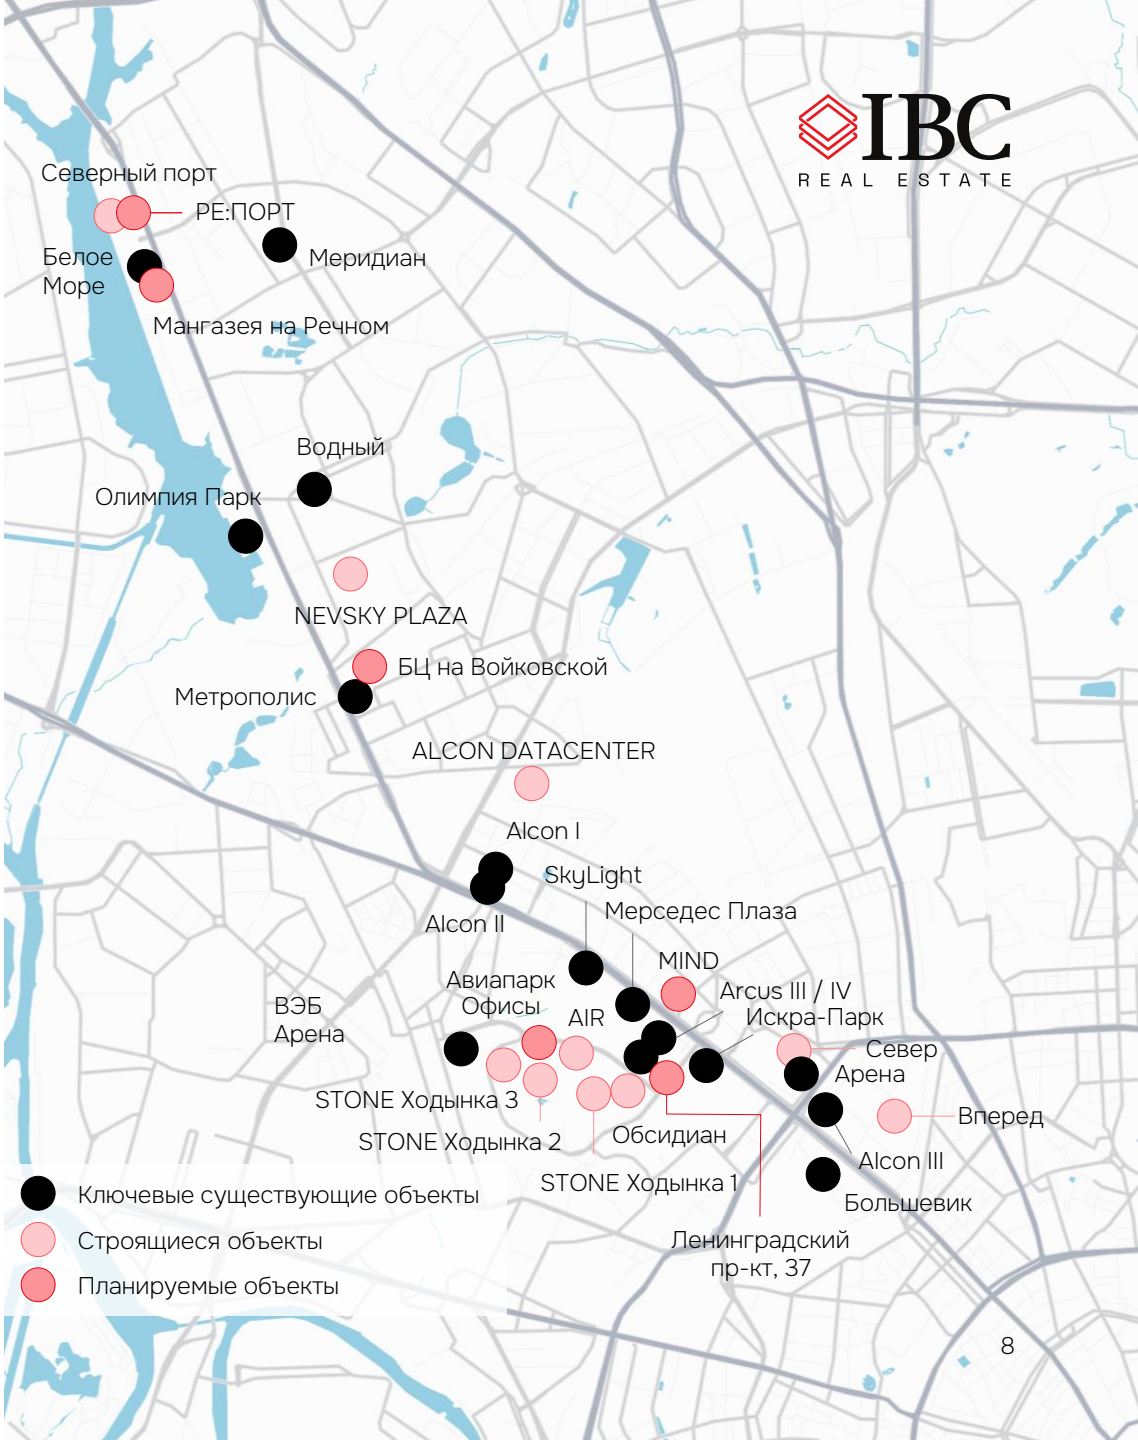 IBC
REAL ESTATE
Северный порт
РЕ:ПОРТ
Белое
Море
Меридиан
Мангазея на Речном
Водный
Олимпия Парк
NEVSKY PLAZA
БЦ на Войковской
Метрополис
ALCON DATACENTER
Alcon I
SkyLight
Alcon II
Мерседес Плаза
MIND
Авиапарк
Офисы
Arcus III / IV
ВЭБ
Арена
AIR
Искра-Парк
Север
Арена
STONE Ходынка 3
Вперед
STONE Ходынка 2
Обсидиан
Alcon III
STONE Ходынка 1
Большевик
Ленинградский
пр-кт, 37
Ключевые существующие объекты
Строящиеся объекты
Планируемые объекты
8